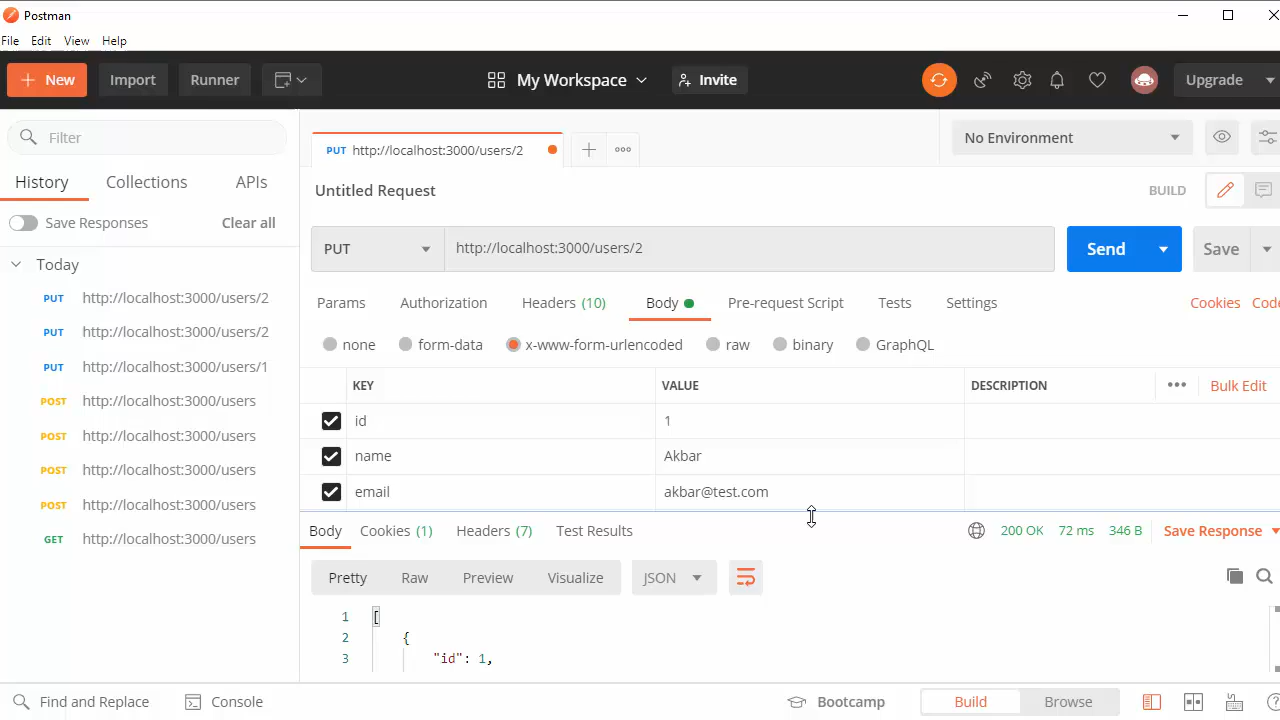 Postman
File Edit View Help
New Import Runner My Workspace Invite Upgrade
Filter
History Collections APIs
Save Responses Clear all
Today
PUT http://localhost:3000/users/2
PUT http://localhost:3000/users/2
PUT http://localhost:3000/users/1
POST http://localhost:3000/users
POST http://localhost:3000/users
POST http://localhost:3000/users
POST http://localhost:3000/users
GET http://localhost:3000/users
PUT http://localhost:3000/users/2
No Environment
Untitled Request BUILD
PUT http://localhost:3000/users/2 Send Save
Params Authorization Headers (10) Body Pre-request Script Tests Settings Cookies Code
none form-data x-www-form-urlencoded raw binary GraphQL
KEY VALUE DESCRIPTION ••• Bulk Edit
id 1
name Akbar
email akbar@test.com
Body Cookies (1) Headers (7) Test Results 200 OK 72 ms 346 B Save Response
Pretty Raw Preview Visualize JSON
1 [
2 {
3 "id": 1,
Find and Replace Console Bootcamp Build Browse